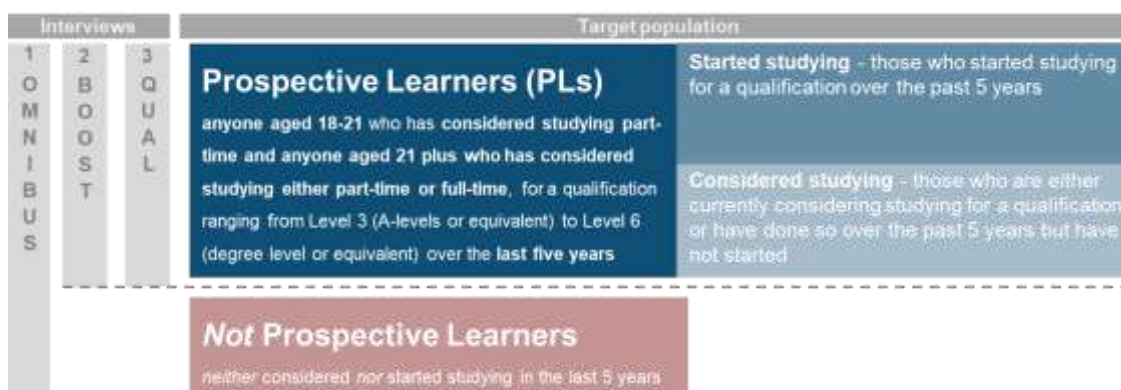 Interviews
Target population
1
O
M
N
I
B
U
S
2
B
O
O
S
T
3
Q
U
A
L
Prospective Learners (PLs)
anyone aged 18-21 who has considered studying part-
time and anyone aged 21 plus who has considered
studying either part-time or full-time, for a qualification
ranging from Level 3 (A-levels or equivalent) to Level 6
(degree level or equivalent) over the last five years
Started studying - those who started studying
for a qualification over the past 5 years
Considered studying - those who are either
currently considering studying for a qualification
or have done so over the past 5 years but have
not started
Not Prospective Learners
neither considered nor started studying in the last 5 years